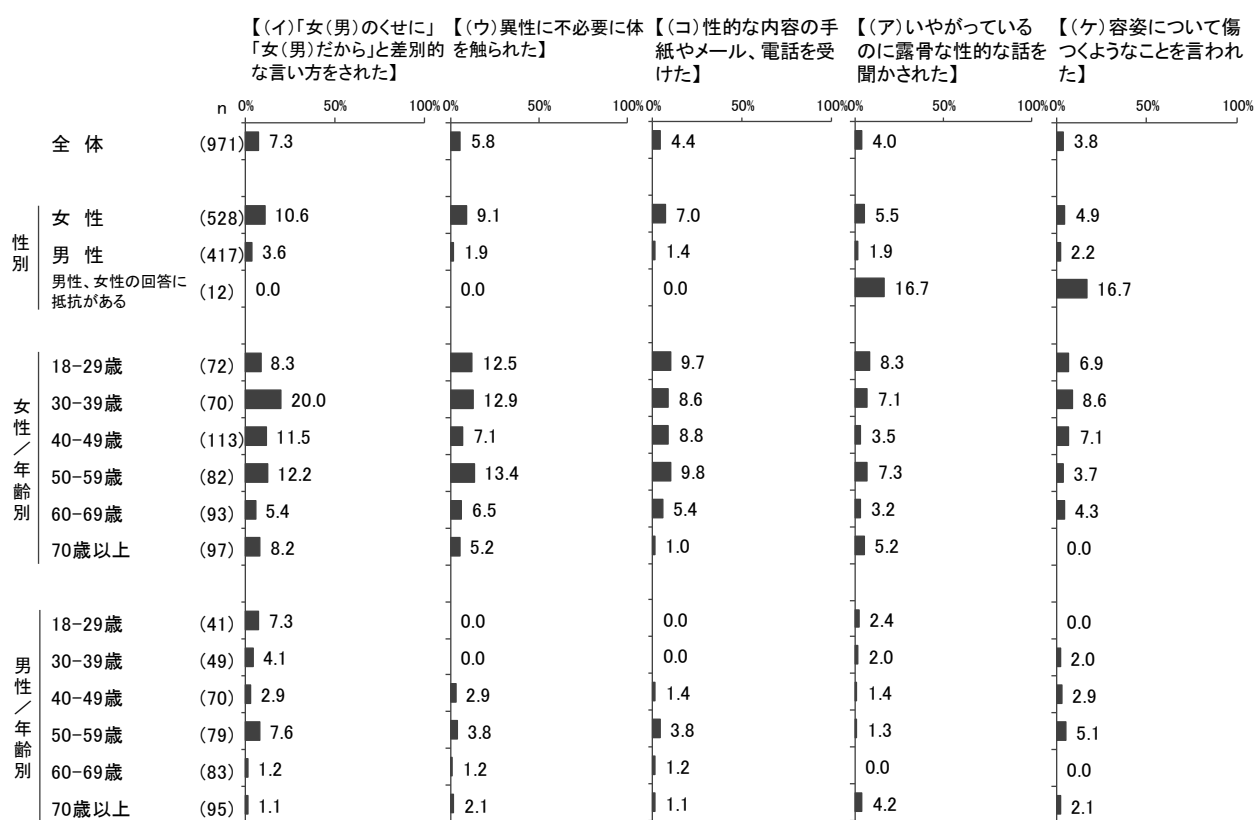 【（イ）「女（男）のくせに」
「女（男）だから」と差別的
な言い方をされた】
【（ウ）異性に不必要に体
を触られた】
【（コ）性的な内容の手
紙やメール、電話を受
けた】
【（ア）いやがっている
のに露骨な性的な話を
聞かされた】
【（ケ）容姿について傷
つくようなことを言われ
た】
n 0% 50% 100% 0% 50% 100% 0% 50% 100% 0% 50% 100% 0% 50% 100%
全 体 (971) 7.3 5.8 4.4 4.0 3.8
性別
女 性 (528) 10.6 9.1 7.0 5.5 4.9
男 性 (417) 3.6 1.9 1.4 1.9 2.2
男性、女性の回答に
抵抗がある
(12) 0.0 0.0 0.0 16.7 16.7
女性／年齢別
18-29歳 (72) 8.3 12.5 9.7 8.3 6.9
30-39歳 (70) 20.0 12.9 8.6 7.1 8.6
40-49歳 (113) 11.5 7.1 8.8 3.5 7.1
50-59歳 (82) 12.2 13.4 9.8 7.3 3.7
60-69歳 (93) 5.4 6.5 5.4 3.2 4.3
70歳以上 (97) 8.2 5.2 1.0 5.2 0.0
男性／年齢別
18-29歳 (41) 7.3 0.0 0.0 2.4 0.0
30-39歳 (49) 4.1 0.0 0.0 2.0 2.0
40-49歳 (70) 2.9 2.9 1.4 1.4 2.9
50-59歳 (79) 7.6 3.8 3.8 1.3 5.1
60-69歳 (83) 1.2 1.2 1.2 0.0 0.0
70歳以上 (95) 1.1 2.1 1.1 4.2 2.1